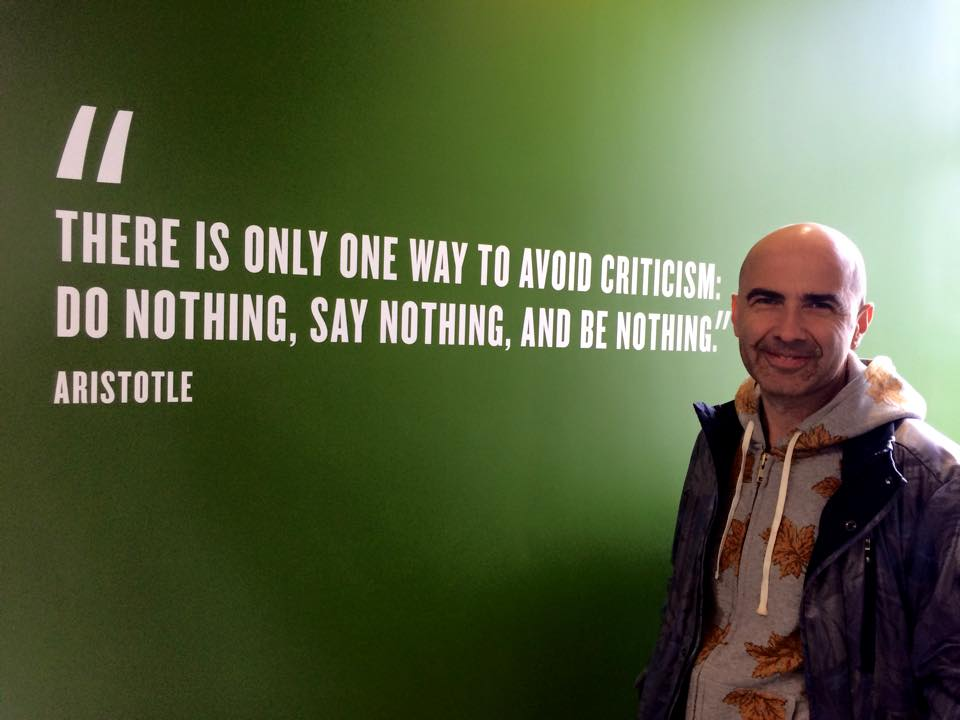 “
THERE IS ONLY ONE WAY TO AVOID CRITICISM:
DO NOTHING, SAY NOTHING, AND BE NOTHING.”
ARISTOTLE